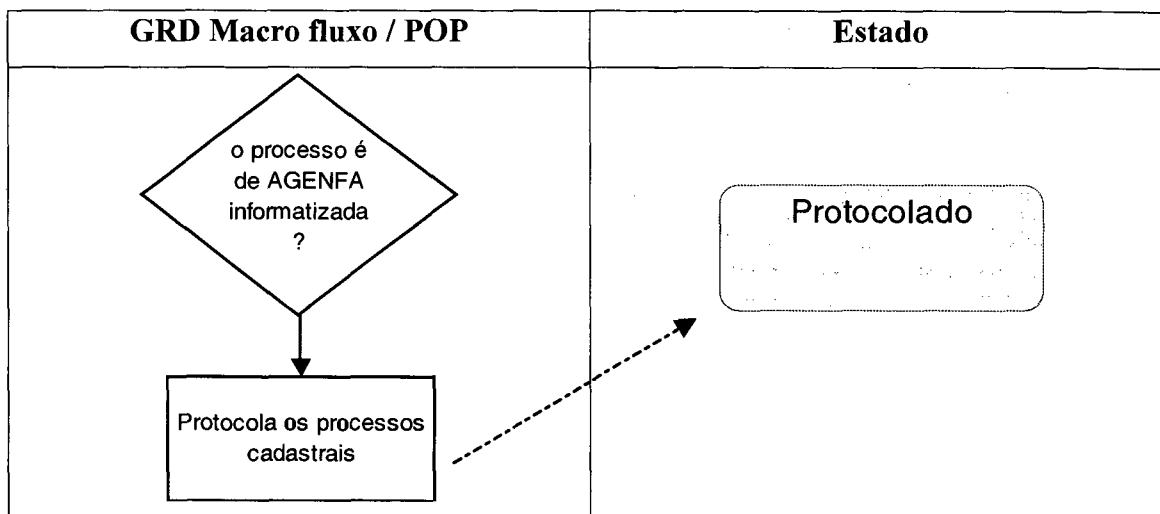 GRD Macro fluxo / POP
Estado
o processo é
de AGENFA
informatizada
?
Protocolado
Protocola os processos
cadastrais